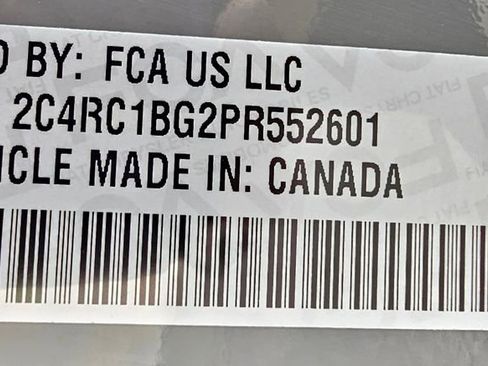 D BY: FCA US LLC
2C4RC1BG2PR552601
ICLE MADE IN: CANADA